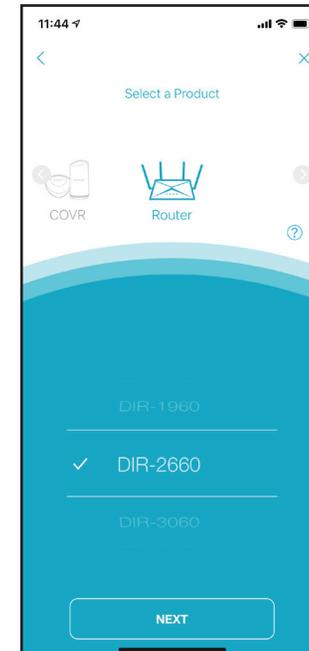 11:44
Select a Product
COVR
Router
?
DIR-1960
DIR-2660
DIR-3060
NEXT